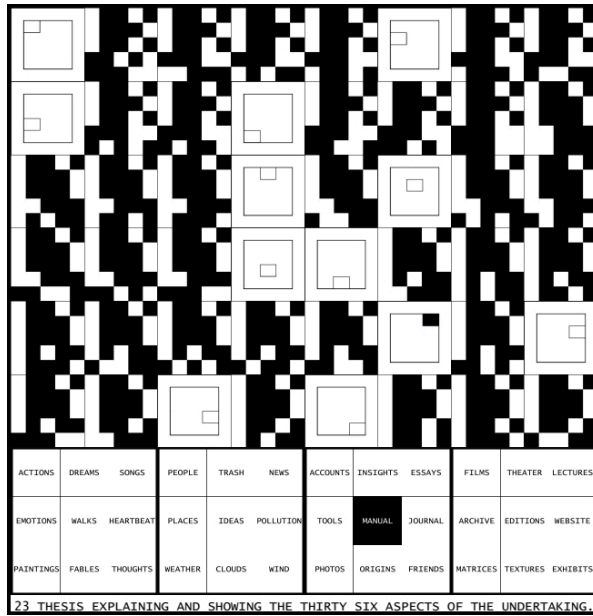 ACTIONS DREAMS SONGS PEOPLE TRASH NEWS ACCOUNTS INSIGHTS ESSAYS FILMS THEATER LECTURES
EMOTIONS WALKS HEARTBEAT PLACES IDEAS POLLUTION TOOLS MANUAL JOURNAL ARCHIVE EDITIONS WEBSITE
PAINTINGS FABLES THOUGHTS WEATHER CLOUDS WIND PHOTOS ORIGINS FRIENDS MATRICES TEXTURES EXHIBITS
23 THESIS EXPLAINING AND SHOWING THE THIRTY SIX ASPECTS OF THE UNDERTAKING.